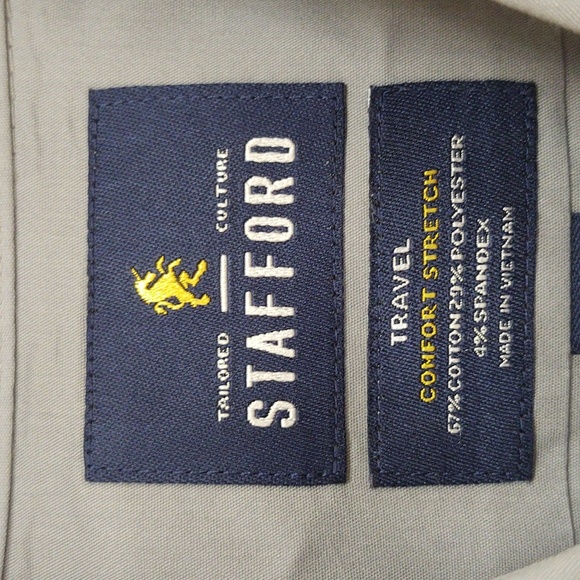 TAILORED CULTURE
STAFFORD
TRAVEL
COMFORT STRETCH
67% COTTON 29% POLYESTER
4% SPANDEX
MADE IN VIETNAM